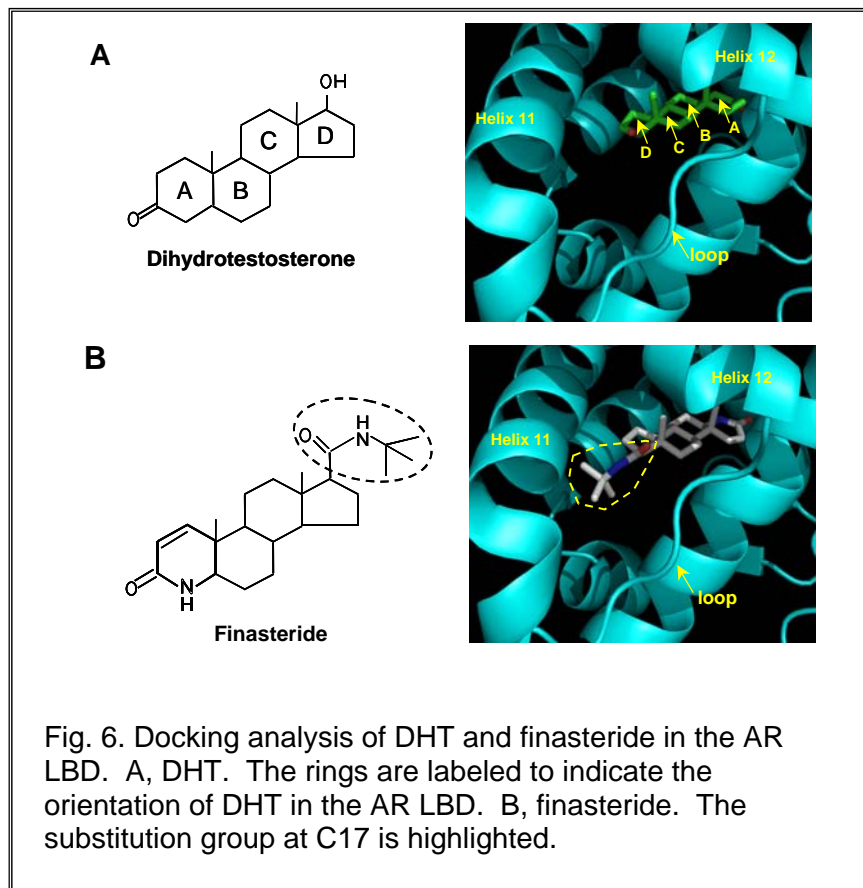 A
OH
C
D
A
B
O
Dihydrotestosterone
Helix 12
Helix 11
D
C
B
A
loop
B
H
O
N
O
N
H
Finasteride
Helix 12
Helix 11
loop
Fig. 6. Docking analysis of DHT and finasteride in the AR
LBD. A, DHT. The rings are labeled to indicate the
orientation of DHT in the AR LBD. B, finasteride. The
substitution group at C17 is highlighted.